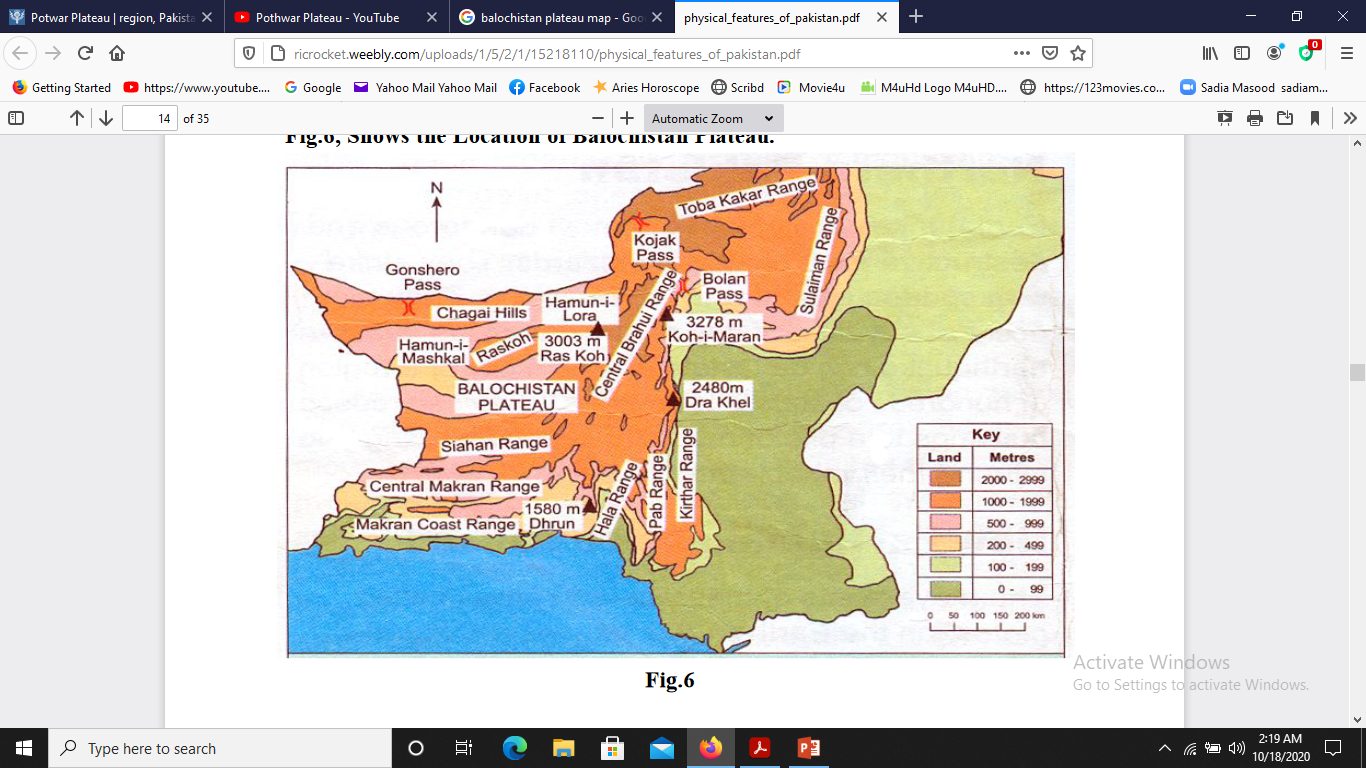 Potwar Plateau | region, Pakista
Pothwar Plateau - YouTube
balochistan plateau map - Goo
physical_features_of_pakistan.pdf
ricrocket.weebly.com/uploads/1/5/2/1/15218110/physical_features_of_pakistan.pdf
0
Getting Started
https://www.youtube....
Google
Yahoo Mail Yahoo Mail
Facebook
Aries Horoscope
Scribd
Movie4u
M4uHd Logo M4uHD....
https://123movies.co...
Sadia Masood sadiam...
14 of 35
Automatic Zoom
Fig.6, Shows the Location of Balochistan Plateau.
N
Toba Kakar Range
Sulaiman Range
Kojak
Pass
Gonshero
Pass
Bolan
Pass
Chagai Hills
Hamun-i-
Lora
Central Brahui Range
3278 m
Koh-i-Maran
Hamun-i-
Mashkal
Raskoh
3003 m
Ras Koh
BALOCHISTAN
PLATEAU
2480m
Dra Khel
Siahan Range
Central Makran Range
Makran Coast Range
1580 m
Dhrun
Hala Range
Pab Range
Kirthar Range
Key
Land Metres
2000 - 2999
1000 - 1999
500 - 999
200 - 499
100 - 199
0 - 99
0 50 100 150 200 km
Fig.6
Activate Windows
Go to Settings to activate Windows.
Type here to search
2:19 AM
10/18/2020